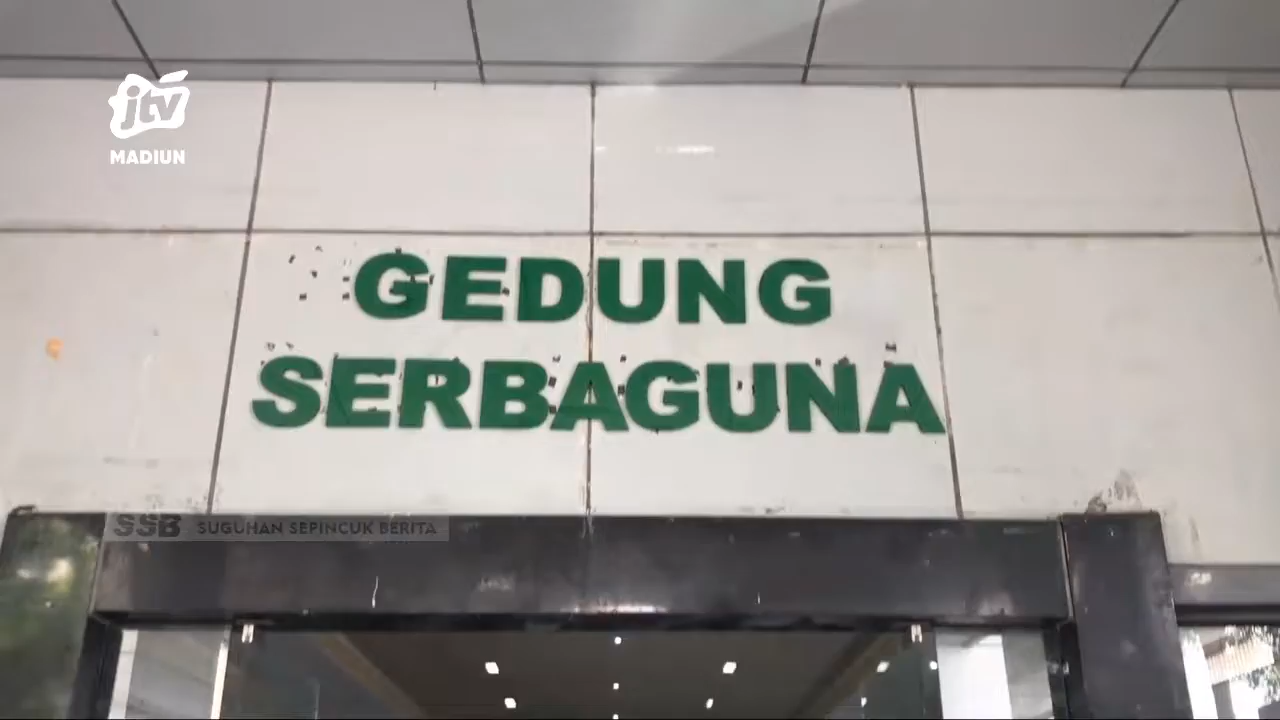 jtv
MADIUN
GEDUNG
SERBAGUNA
SSB SUGUHAN SEPINCUK BERITA